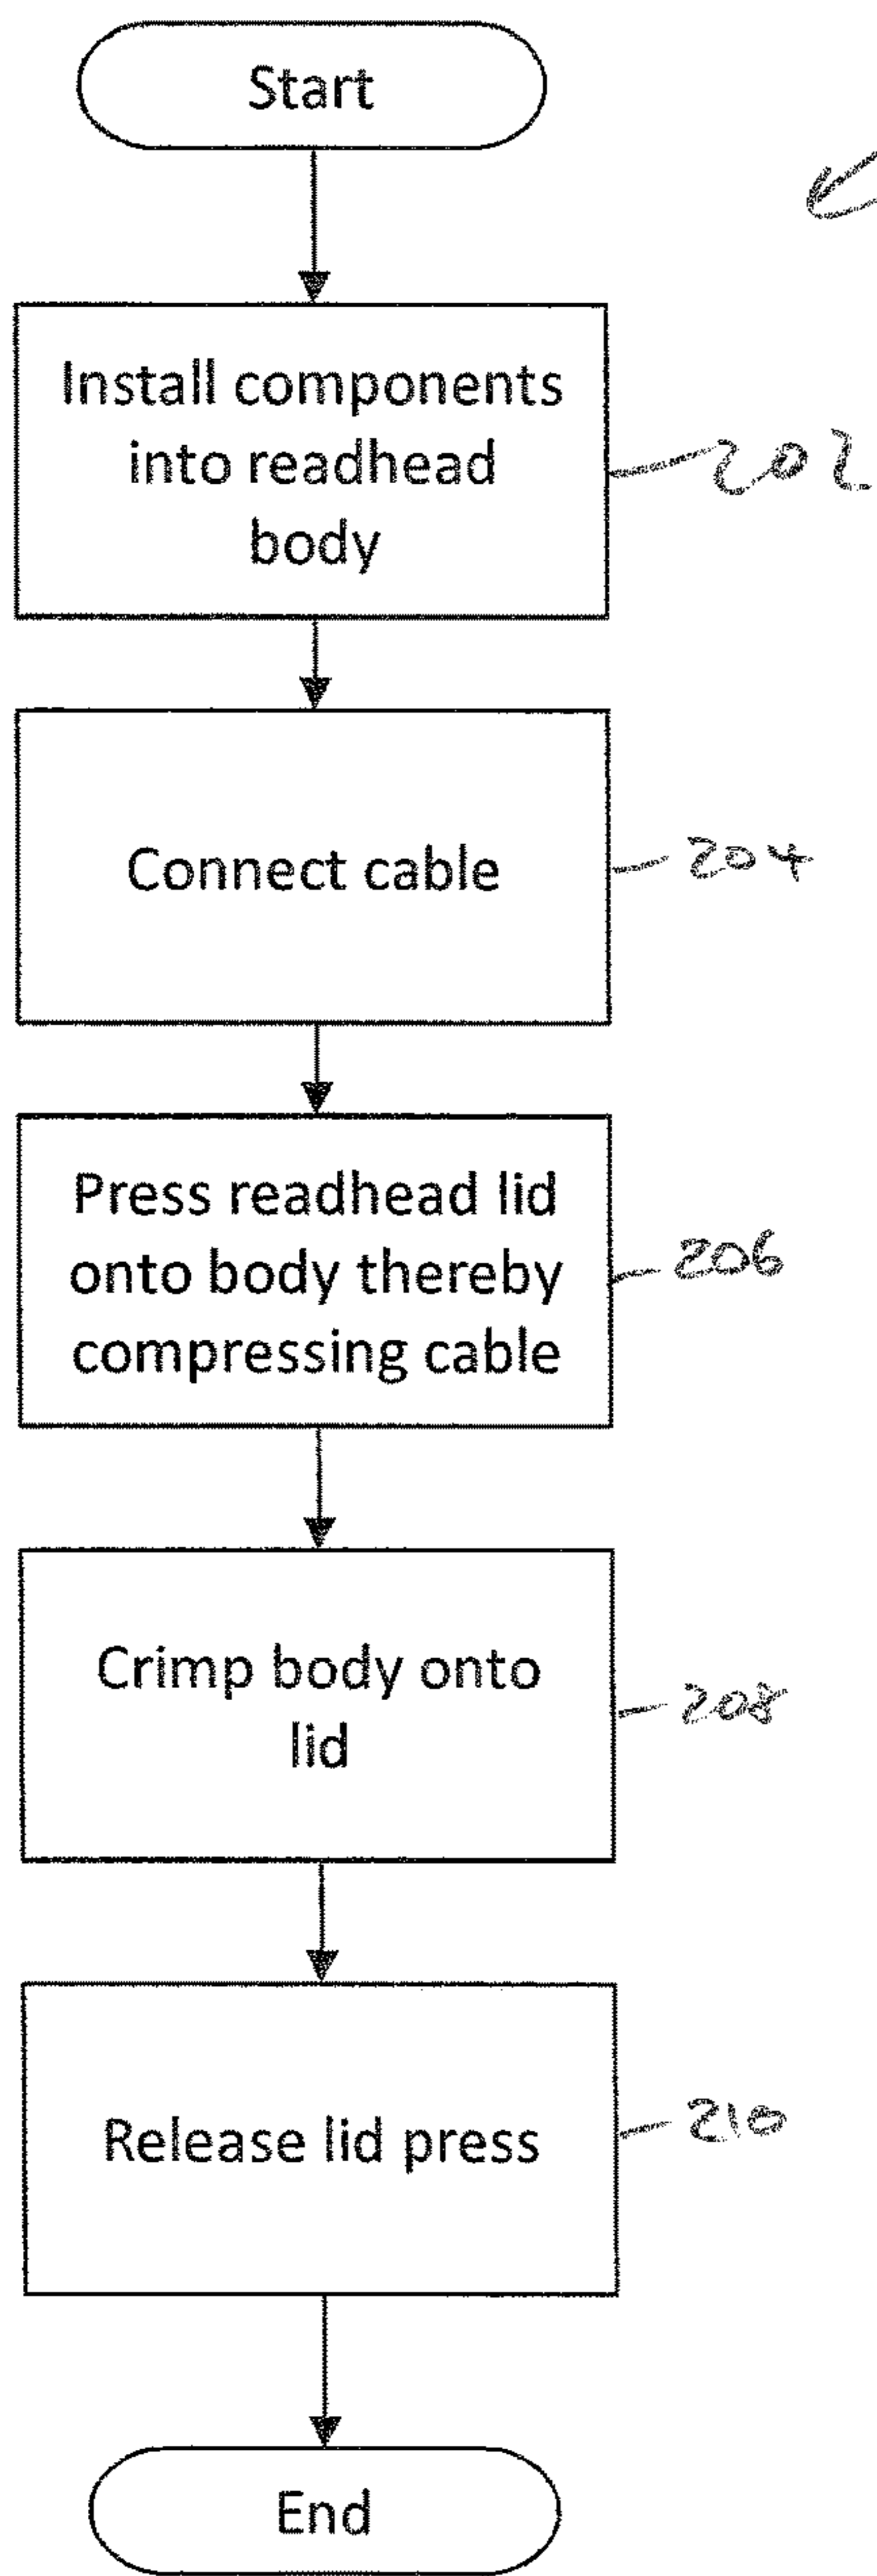 Start
Install components
into readhead
body
202
Connect cable
204
Press readhead lid
onto body thereby
compressing cable
206
Crimp body onto
lid
208
Release lid press
210
End